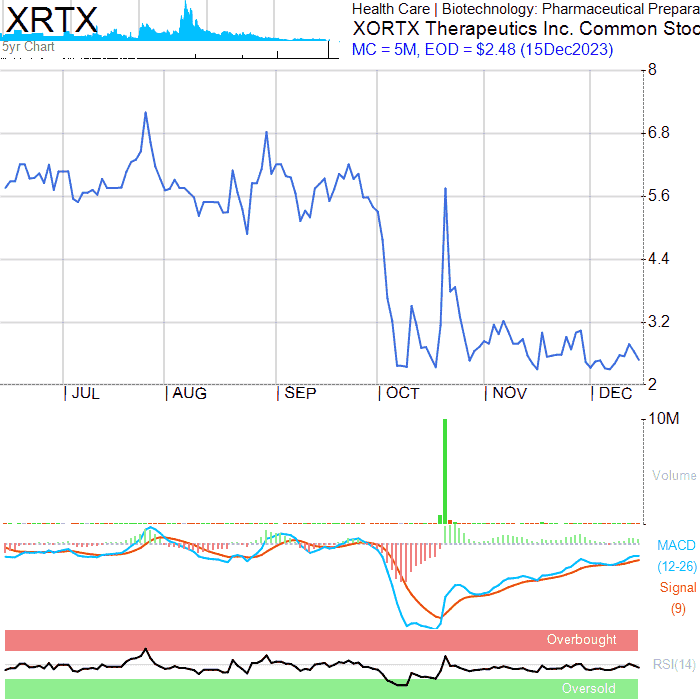 XRTX
5yr Chart
Health Care | Biotechnology: Pharmaceutical Prepara
XORTX Therapeutics Inc. Common Stoc
MC = 5M, EOD = $2.48 (15Dec2023)
8
6.8
5.6
4.4
3.2
2
JUL AUG SEP OCT NOV DEC
10M
Volume
MACD
(12-26)
Signal
(9)
Overbought
RSI(14)
Oversold